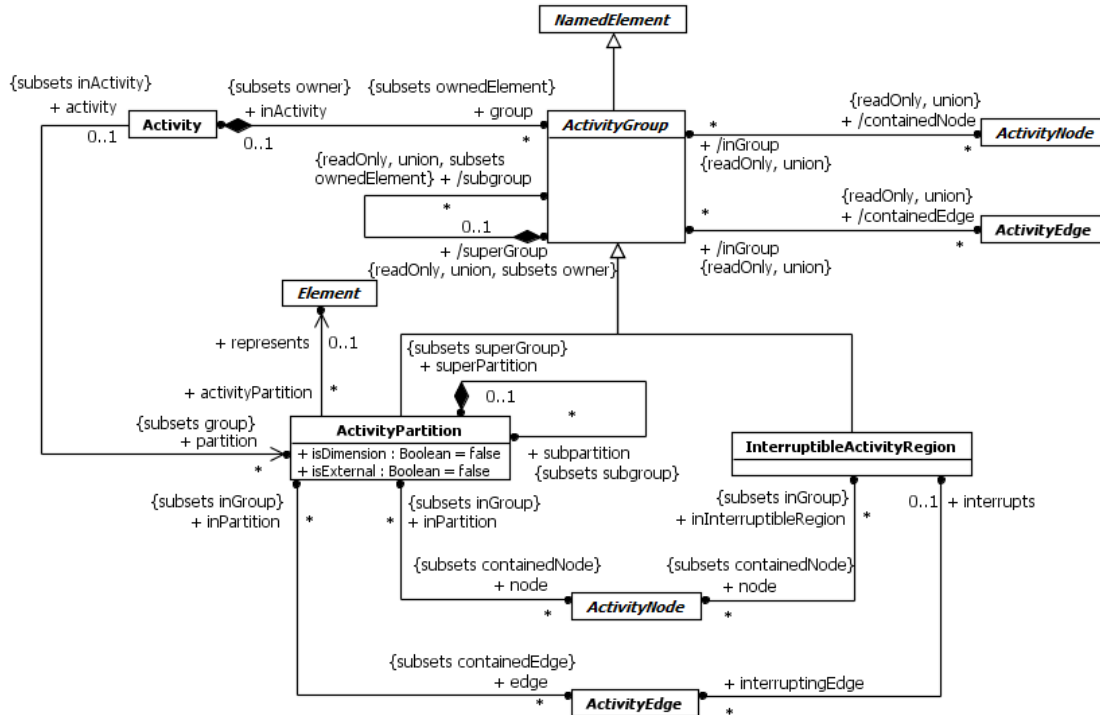 NamedElement
{subsets inActivity}
+ activity
0..1
Activity
{subsets owner}
+ inActivity
0..1
{subsets ownedElement}
+ group
*
ActivityGroup
*
+ /inGroup
{readOnly, union}
{readOnly, union}
+ /containedNode
*
ActivityNode
{readOnly, union, subsets
ownedElement} + /subgroup
*
0..1
+ /superGroup
{readOnly, union, subsets owner}
*
+ /inGroup
{readOnly, union}
{readOnly, union}
+ /containedEdge
*
ActivityEdge
Element
+ represents
0..1
+ activityPartition
*
{subsets superGroup}
+ superPartition
0..1
*
+ subpartition
{subsets subgroup}
{subsets group}
+ partition
*
ActivityPartition
+ isDimension : Boolean = false
+ isExternal : Boolean = false
InterruptibleActivityRegion
{subsets inGroup}
+ inPartition
*
{subsets inGroup}
+ inPartition
*
{subsets inGroup}
+ inInterruptibleRegion
*
0..1
+ interrupts
{subsets containedNode}
+ node
*
ActivityNode
{subsets containedNode}
+ node
*
{subsets containedEdge}
+ edge
*
ActivityEdge
+ interruptingEdge
*